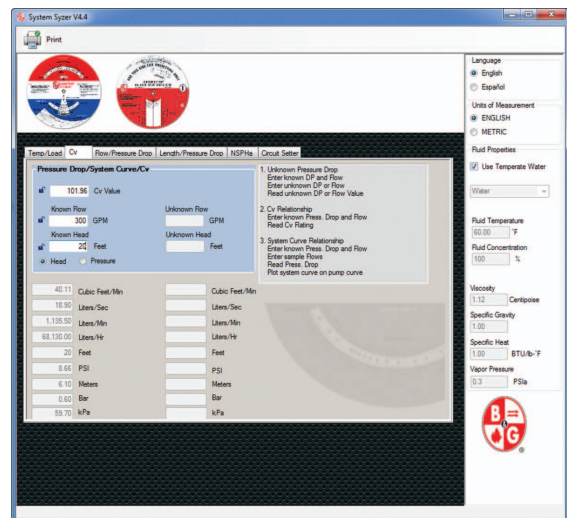 System Syzer V4.4
Print
Language
English
Español
Units of Measurement
ENGLISH
METRIC
Fluid Properties
Use Temperate Water
Water
Fluid Temperature
60.00 °F
Fluid Concentration
100 %
Viscosity
1.12 Centipoise
Specific Gravity
1.00
Specific Heat
1.00 BTU/lb-°F
Vapor Pressure
0.3 PSIa
B G
Temp/Load Cv Flow/Pressure Drop Length/Pressure Drop NSPHa Circuit Setter
Pressure Drop/System Curve/Cv
101.96 Cv Value
Known Flow Unknown Flow
300 GPM GPM
Known Head Unknown Head
20 Feet Feet
Head Pressure
1. Unknown Pressure Drop
Enter known DP and Flow
Enter unknown DP or Flow
Read unknown DP or Flow Value
2. Cv Relationship
Enter known Press. Drop and Flow
Read Cv Rating
3. System Curve Relationship
Enter known Press. Drop and Flow
Enter sample Flows
Read Press. Drop
Plot system curve on pump curve
40.11 Cubic Feet/Min Cubic Feet/Min
18.90 Liters/Sec Liters/Sec
1,135.50 Liters/Min Liters/Min
68,130.00 Liters/Hr Liters/Hr
20 Feet Feet
8.66 PSI PSI
6.10 Meters Meters
0.60 Bar Bar
59.70 kPa kPa